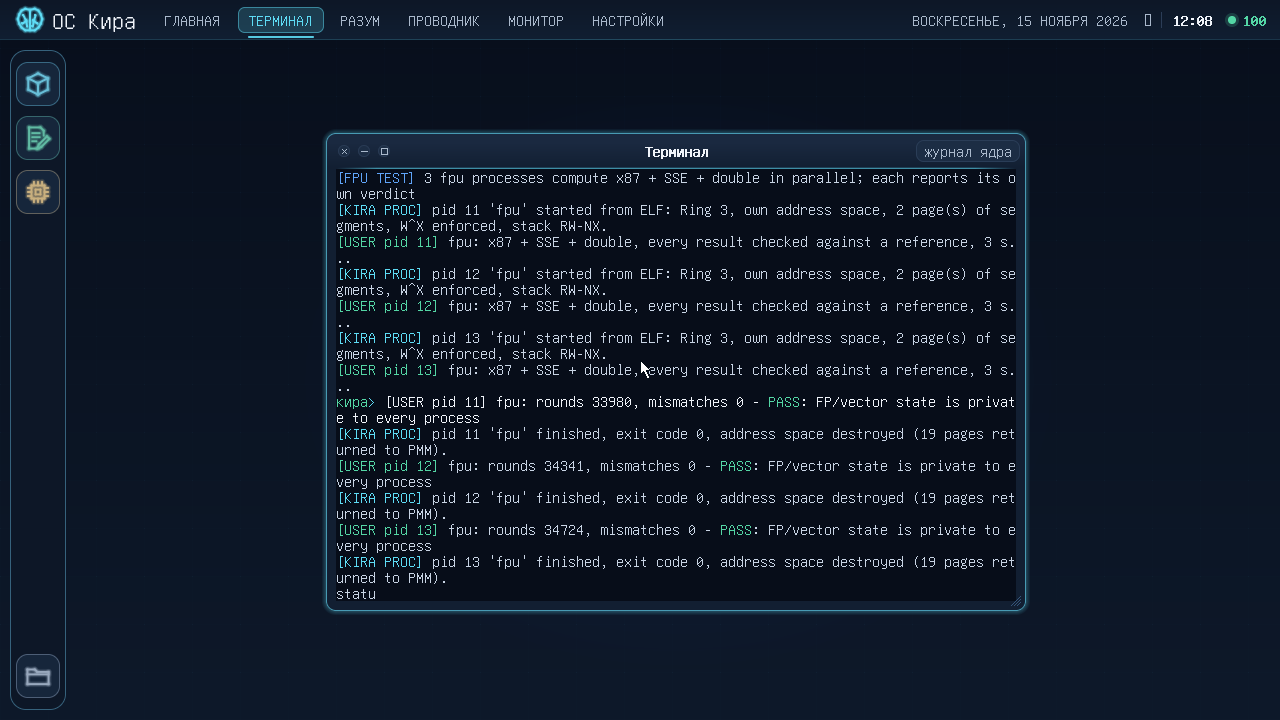 ОС Кира
ГЛАВНАЯ
ТЕРМИНАЛ
РАЗУМ
ПРОВОДНИК
МОНИТОР
НАСТРОЙКИ
ВОСКРЕСЕНЬЕ, 15 НОЯБРЯ 2026
12:08
100
Терминал
журнал ядра
[FPU TEST] 3 fpu processes compute x87 + SSE + double in parallel; each reports its o
wn verdict
[KIRA PROC] pid 11 'fpu' started from ELF: Ring 3, own address space, 2 page(s) of se
gments, W^X enforced, stack RW-NX.
[USER pid 11] fpu: x87 + SSE + double, every result checked against a reference, 3 s.
..
[KIRA PROC] pid 12 'fpu' started from ELF: Ring 3, own address space, 2 page(s) of se
gments, W^X enforced, stack RW-NX.
[USER pid 12] fpu: x87 + SSE + double, every result checked against a reference, 3 s.
..
[KIRA PROC] pid 13 'fpu' started from ELF: Ring 3, own address space, 2 page(s) of se
gments, W^X enforced, stack RW-NX.
[USER pid 13] fpu: x87 + SSE + double, every result checked against a reference, 3 s.
..
кира> [USER pid 11] fpu: rounds 33980, mismatches 0 - PASS: FP/vector state is privat
e to every process
[KIRA PROC] pid 11 'fpu' finished, exit code 0, address space destroyed (19 pages ret
urned to PMM).
[USER pid 12] fpu: rounds 34341, mismatches 0 - PASS: FP/vector state is private to e
very process
[KIRA PROC] pid 12 'fpu' finished, exit code 0, address space destroyed (19 pages ret
urned to PMM).
[USER pid 13] fpu: rounds 34724, mismatches 0 - PASS: FP/vector state is private to e
very process
[KIRA PROC] pid 13 'fpu' finished, exit code 0, address space destroyed (19 pages ret
urned to PMM).
statu